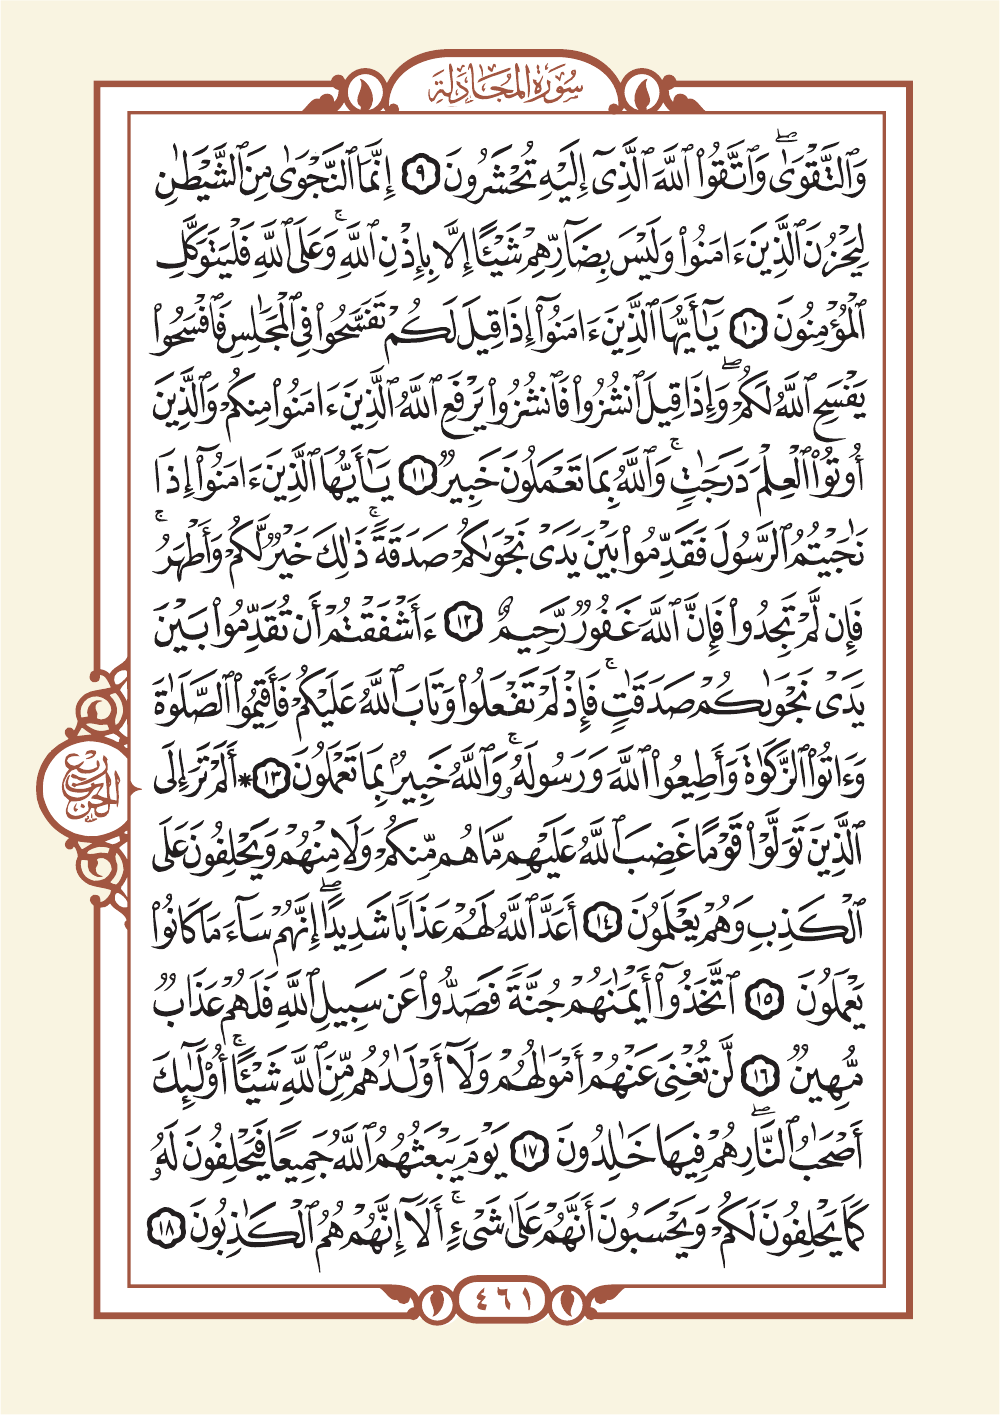 سُورَةُ المُجَادلَةِ
وَٱلتَّقۡوَىٰۖ وَٱتَّقُواْ ٱللَّهَ ٱلَّذِيٓ إِلَيۡهِ تُحۡشَرُونَ ٩ إِنَّمَا ٱلنَّجۡوَىٰ مِنَ ٱلشَّيۡطَٰنِ
لِيَحۡزُنَ ٱلَّذِينَ ءَامَنُواْ وَلَيۡسَ بِضَآرِّهِمۡ شَيۡـًٔا إِلَّا بِإِذۡنِ ٱللَّهِۚ وَعَلَى ٱللَّهِ فَلۡيَتَوَكَّلِ
ٱلۡمُؤۡمِنُونَ ١٠ يَٰٓأَيُّهَا ٱلَّذِينَ ءَامَنُوٓاْ إِذَا قِيلَ لَكُمۡ تَفَسَّحُواْ فِي ٱلۡمَجَٰلِسِ فَٱفۡسَحُواْ
يَفۡسَحِ ٱللَّهُ لَكُمۡۖ وَإِذَا قِيلَ ٱنشُزُواْ فَٱنشُزُواْ يَرۡفَعِ ٱللَّهُ ٱلَّذِينَ ءَامَنُواْ مِنكُمۡ وَٱلَّذِينَ
أُوتُواْ ٱلۡعِلۡمَ دَرَجَٰتٖۚ وَٱللَّهُ بِمَا تَعۡمَلُونَ خَبِيرٞ ١١ يَٰٓأَيُّهَا ٱلَّذِينَ ءَامَنُوٓاْ إِذَا
نَٰجَيۡتُمُ ٱلرَّسُولَ فَقَدِّمُواْ بَيۡنَ يَدَيۡ نَجۡوَىٰكُمۡ صَدَقَةٗۚ ذَٰلِكَ خَيۡرٞ لَّكُمۡ وَأَطۡهَرُۚ
فَإِن لَّمۡ تَجِدُواْ فَإِنَّ ٱللَّهَ غَفُورٞ رَّحِيمٌ ١٢ ءَأَشۡفَقۡتُمۡ أَن تُقَدِّمُواْ بَيۡنَ
يَدَيۡ نَجۡوَىٰكُمۡ صَدَقَٰتٖۚ فَإِذۡ لَمۡ تَفۡعَلُواْ وَتَابَ ٱللَّهُ عَلَيۡكُمۡ فَأَقِيمُواْ ٱلصَّلَوٰةَ
وَءَاتُواْ ٱلزَّكَوٰةَ وَأَطِيعُواْ ٱللَّهَ وَرَسُولَهُۥۚ وَٱللَّهُ خَبِيرُۢ بِمَا تَعۡمَلُونَ ١٣ * أَلَمۡ تَرَ إِلَى
ٱلَّذِينَ تَوَلَّوۡاْ قَوۡمًا غَضِبَ ٱللَّهُ عَلَيۡهِم مَّا هُم مِّنكُمۡ وَلَا مِنۡهُمۡ وَيَحۡلِفُونَ عَلَى
ٱلۡكَذِبِ وَهُمۡ يَعۡلَمُونَ ١٤ أَعَدَّ ٱللَّهُ لَهُمۡ عَذَابٗا شَدِيدًاۖ إِنَّهُمۡ سَآءَ مَا كَانُواْ
يَعۡمَلُونَ ١٥ ٱتَّخَذُوٓاْ أَيۡمَٰنَهُمۡ جُنَّةٗ فَصَدُّواْ عَن سَبِيلِ ٱللَّهِ فَلَهُمۡ عَذَابٞ
مُّهِينٞ ١٦ لَّن تُغۡنِيَ عَنۡهُمۡ أَمۡوَٰلُهُمۡ وَلَآ أَوۡلَٰدُهُم مِّنَ ٱللَّهِ شَيۡـًٔاۚ أُوْلَٰٓئِكَ
أَصۡحَٰبُ ٱلنَّارِۖ هُمۡ فِيهَا خَٰلِدُونَ ١٧ يَوۡمَ يَبۡعَثُهُمُ ٱللَّهُ جَمِيعٗا فَيَحۡلِفُونَ لَهُۥ
كَمَا يَحۡلِفُونَ لَكُمۡ وَيَحۡسَبُونَ أَنَّهُمۡ عَلَىٰ شَيۡءٍۚ أَلَآ إِنَّهُمۡ هُمُ ٱلۡكَٰذِبُونَ ١٨
٤٦١